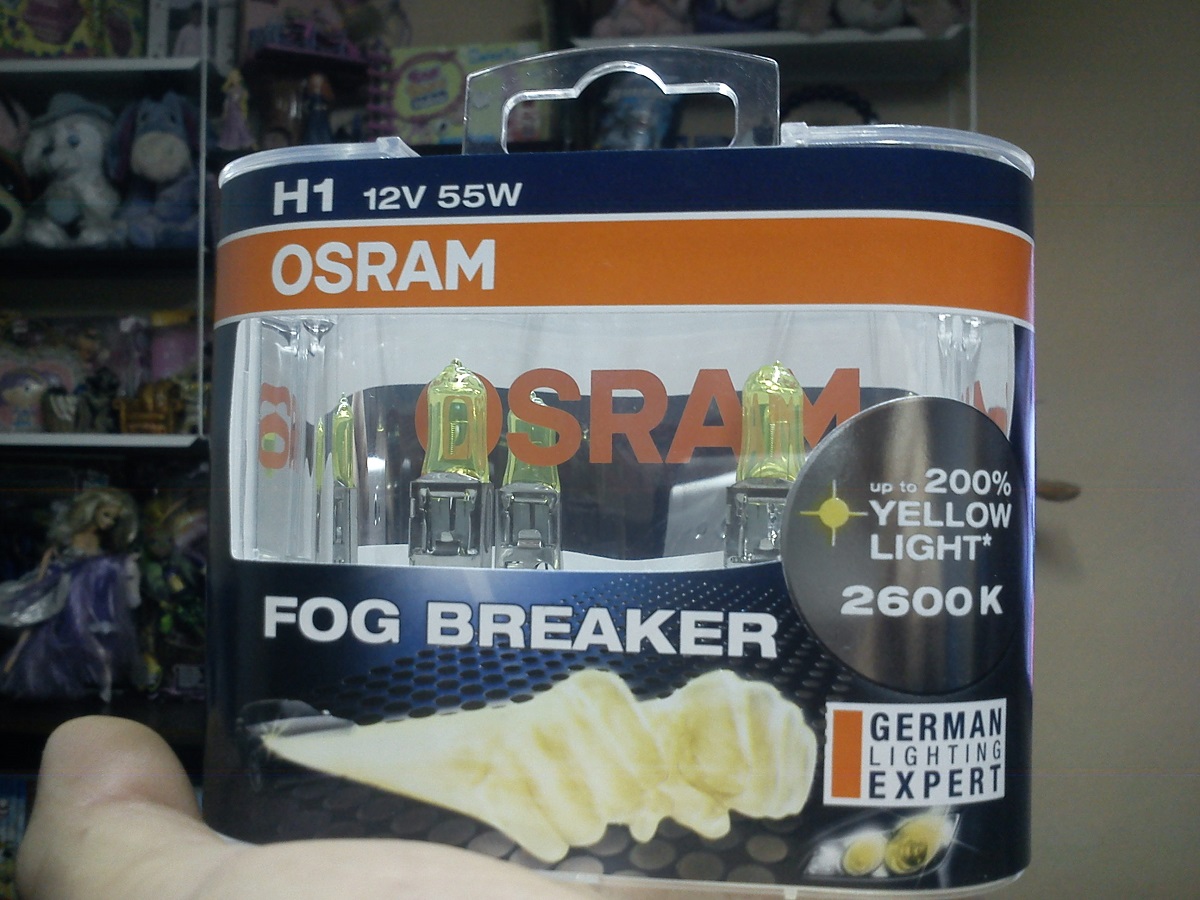 H1 12V 55W
OSRAM
OSRAM
up to 200%
YELLOW
LIGHT*
2600 K
FOG BREAKER
GERMAN
LIGHTING
EXPERT